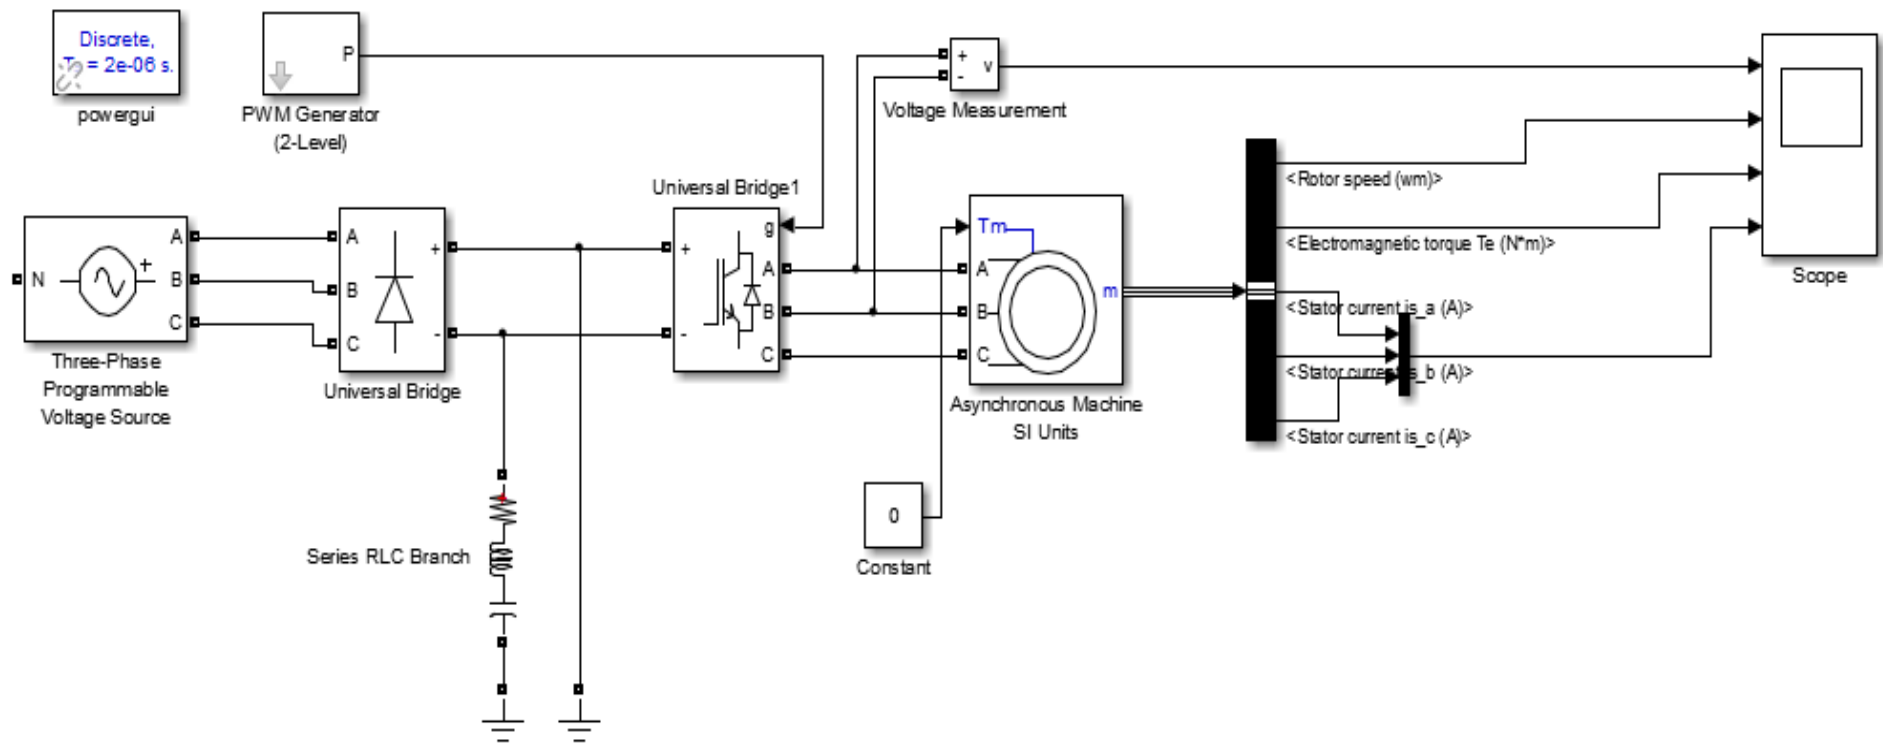 Discrete,
= 2e-06 s.
powergui
P
PWM Generator
(2-Level)
+
-
v
Voltage Measurement
Universal Bridge1
N
A
B
C
+
Three-Phase
Programmable
Voltage Source
A
B
C
+
-
Universal Bridge
+
-
g
A
B
C
Tm
A
B
C
m
Asynchronous Machine
SI Units
<Rotor speed (wm)>
<Electromagnetic torque Te (N*m)>
<Stator current is_a (A)>
<Stator current is_b (A)>
<Stator current is_c (A)>
Scope
Series RLC Branch
0
Constant